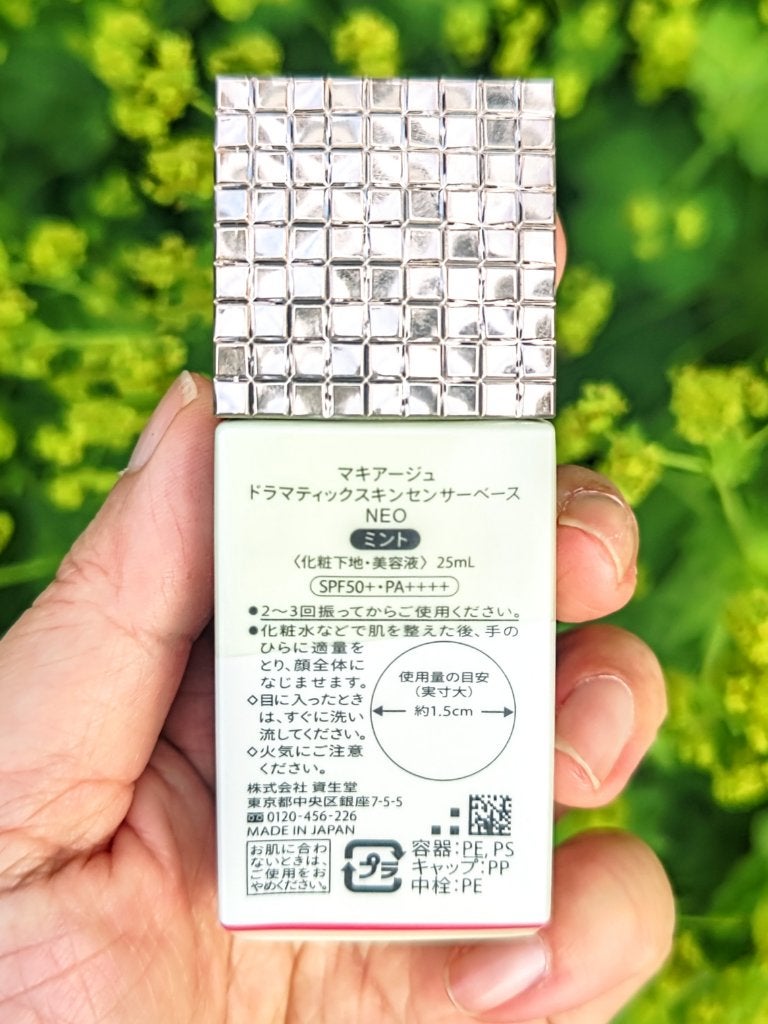 マキアージュ
ドラマティックスキンセンサーベース
NEO
ミント
〈化粧下地・美容液〉 25mL
SPF50+・PA++++
●2〜3回振ってからご使用ください。
●化粧水などで肌を整えた後、手の
ひらに適量を
とり、顔全体に
なじませます。
◇目に入ったとき
は、すぐに洗い
流してください。
◇火気にご注意
ください。
使用量の目安
（実寸大）
約1.5cm
株式会社 資生堂
東京都中央区銀座7-5-5
0120-456-226
MADE IN JAPAN
お肌に合わ
ないときは、
ご使用をお
やめください。
プラ
容器：PE, PS
キャップ：PP
中栓：PE